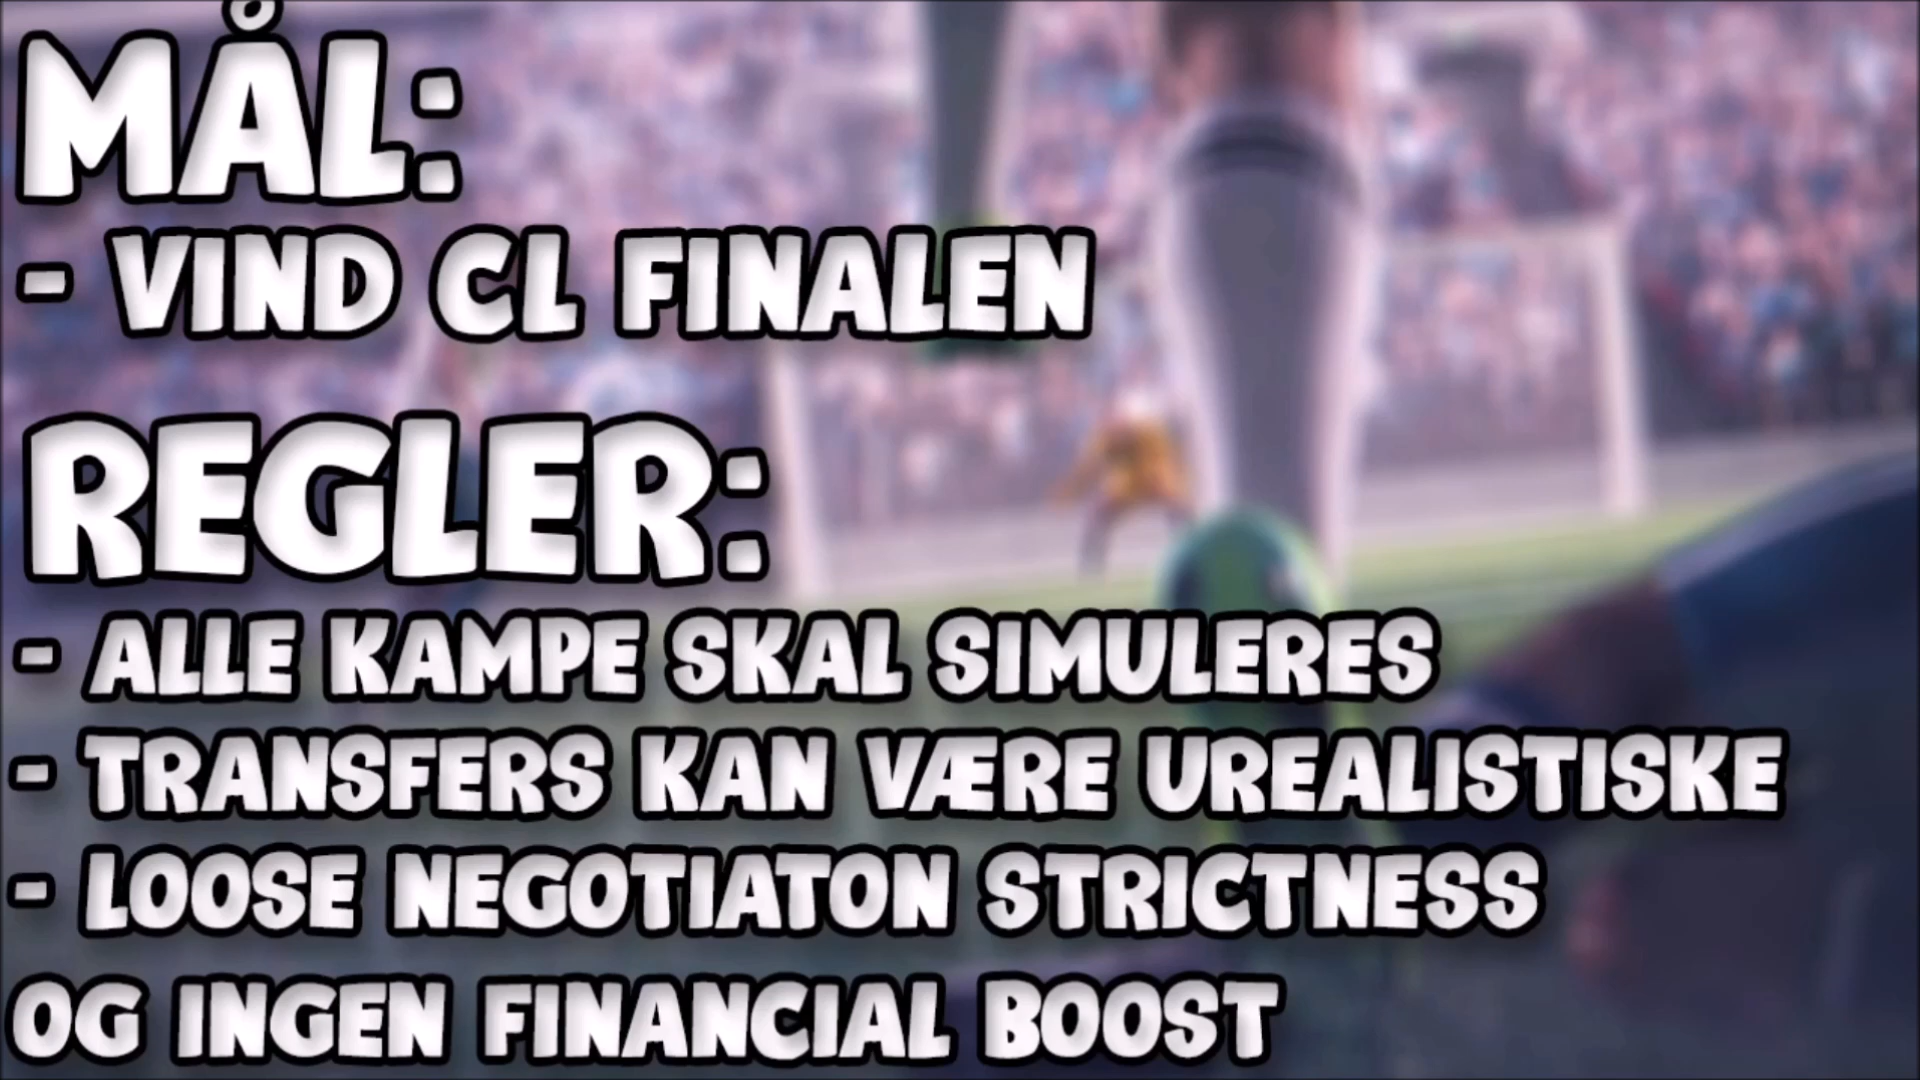 MÅL:
- VIND CL FINALEN
REGLER:
- ALLE KAMPE SKAL SIMULERES
- TRANSFERS KAN VÆRE UREALISTISKE
- LOOSE NEGOTIATON STRICTNESS
OG INGEN FINANCIAL BOOST